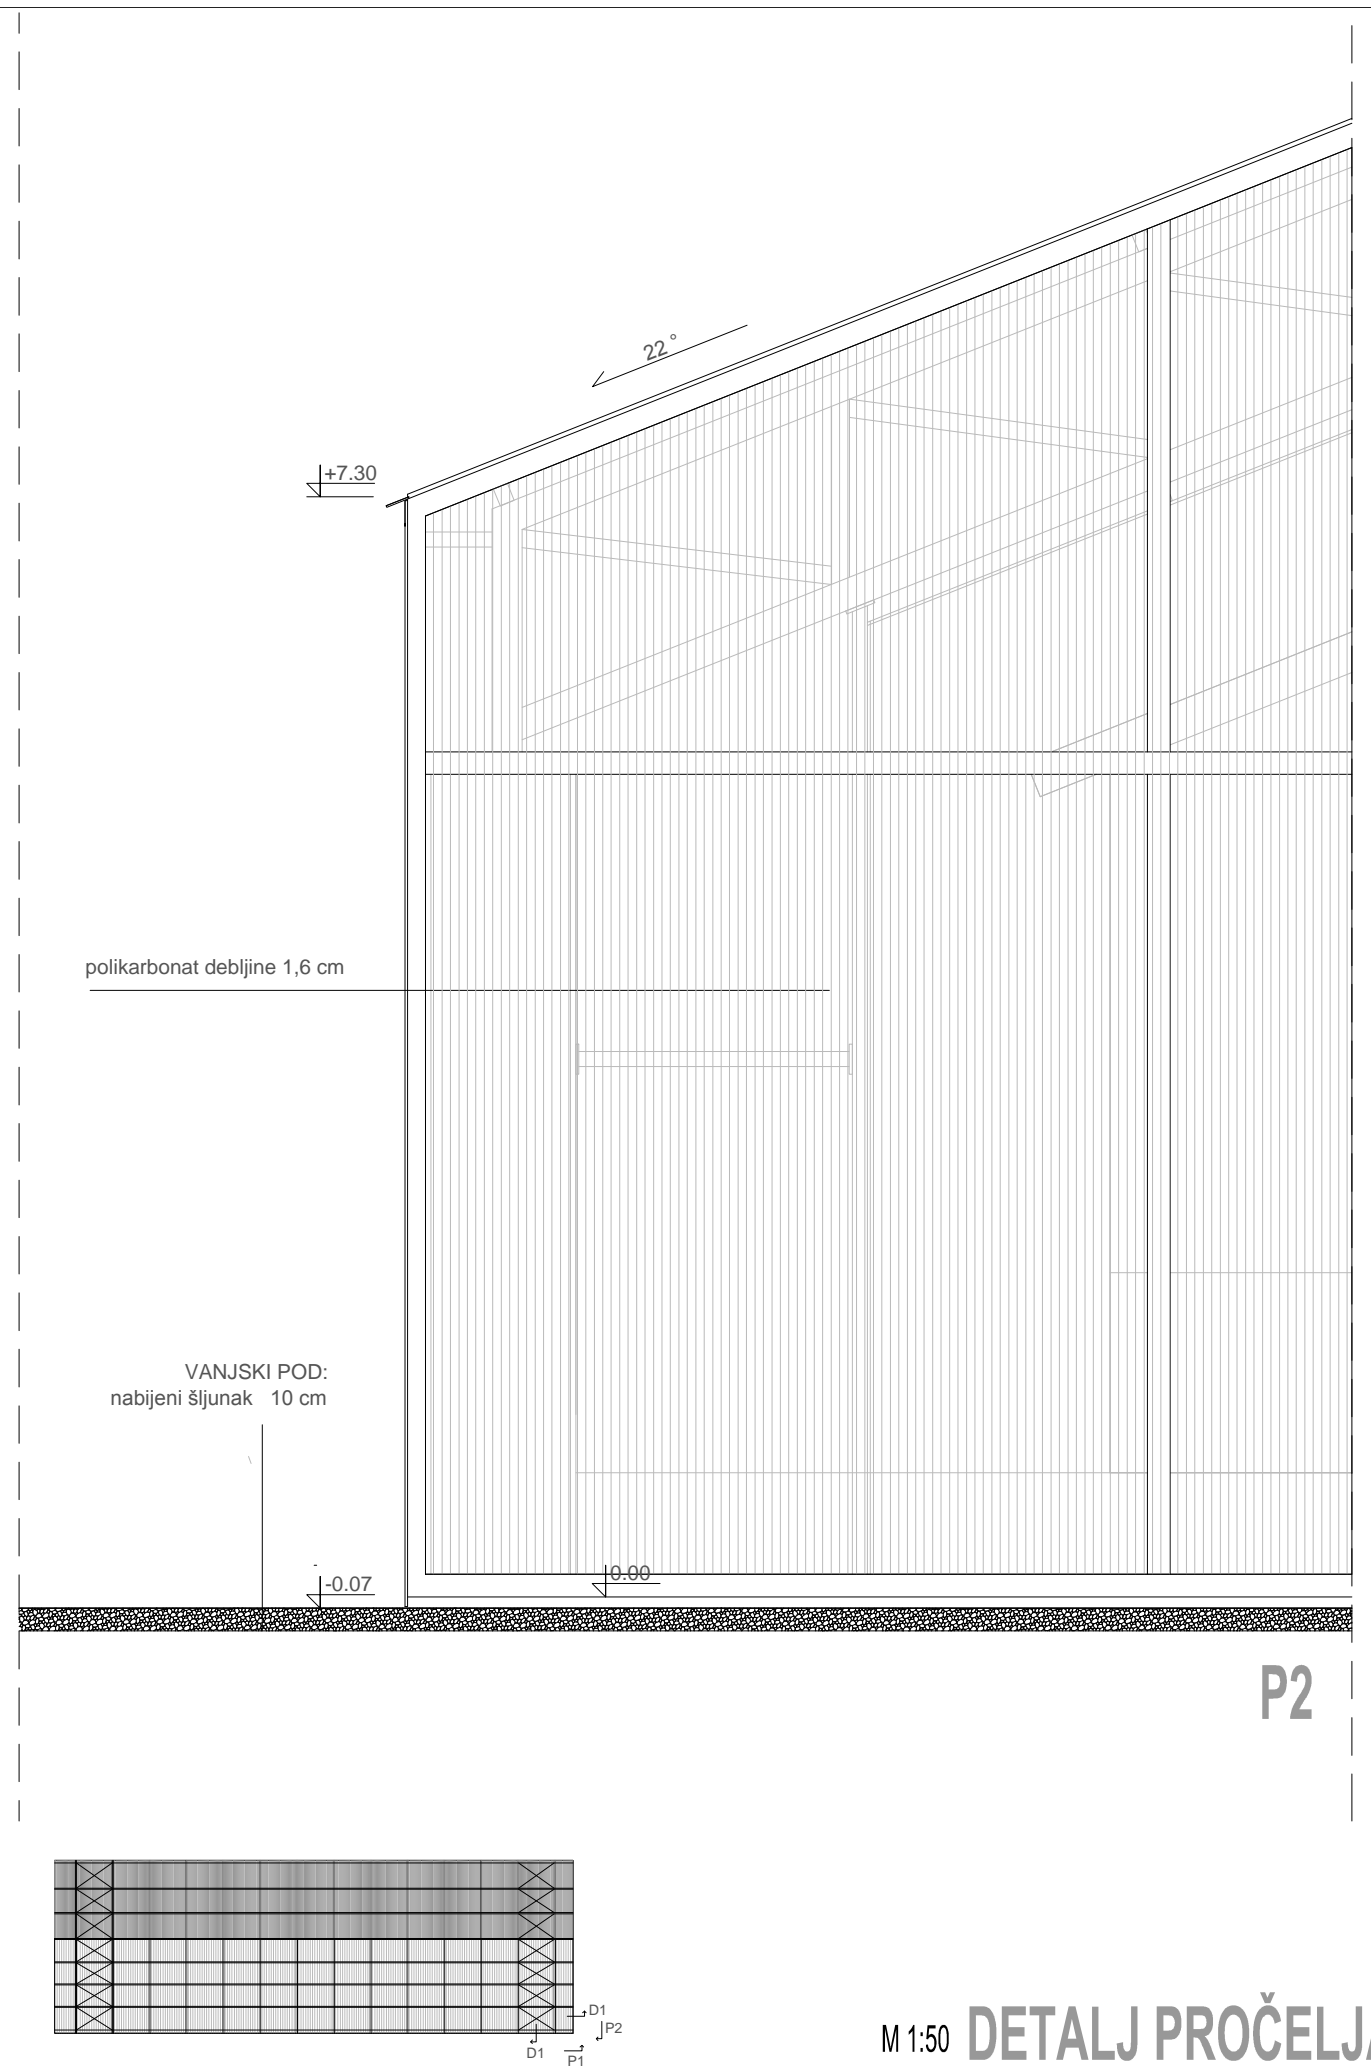 22°
+7.30
polikarbonat debljine 1,6 cm
VANJSKI POD:
nabijeni šljunak 10 cm
0.00
-0.07
P2
D1
P2
D1
P1
M 1:50 DETALJ PROČELJA